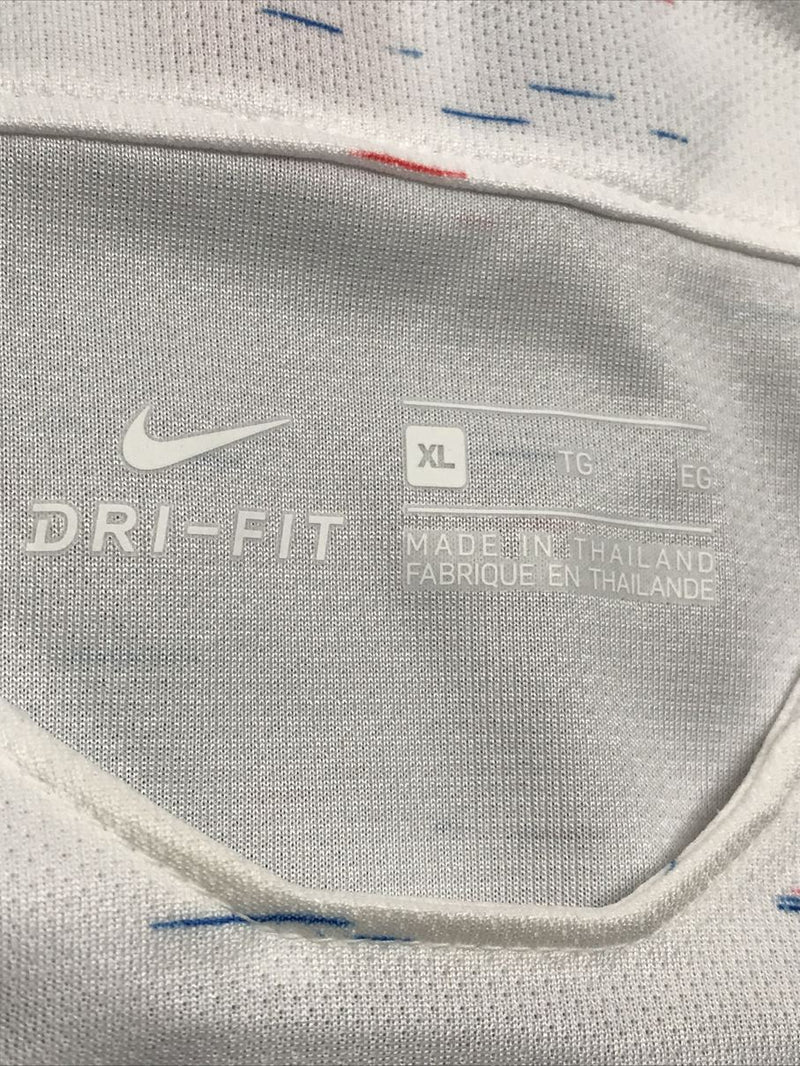 DRI-FIT
XL TG EG
MADE IN THAILAND
FABRIQUE EN THAILANDE